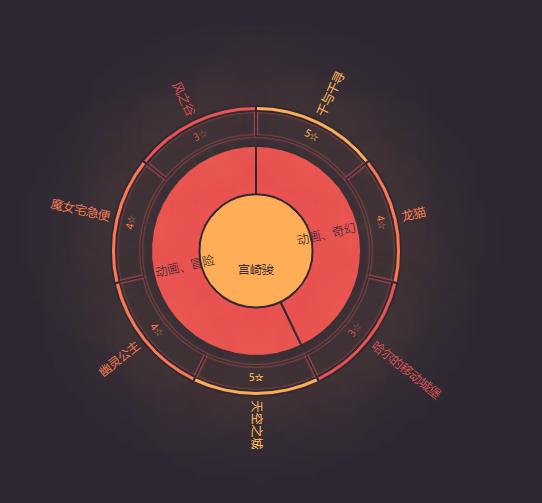 宫崎骏
动画、奇幻
动画、冒险
5☆
千与千寻
4☆
龙猫
3☆
哈尔的移动城堡
5☆
天空之城
4☆
幽灵公主
4☆
魔女宅急便
3☆
风之谷